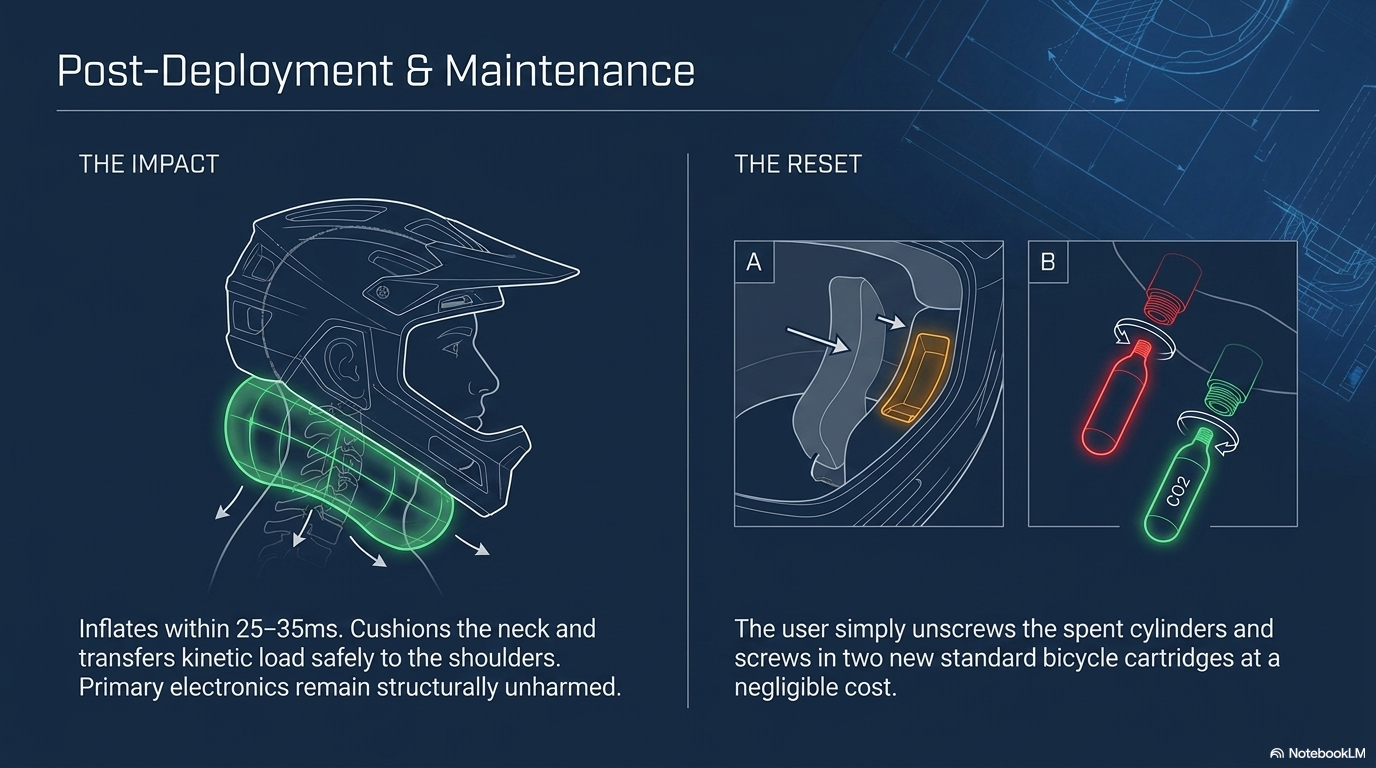 Post-Deployment & Maintenance
THE IMPACT
Inflates within 25–35ms. Cushions the neck and
transfers kinetic load safely to the shoulders.
Primary electronics remain structurally unharmed.
THE RESET
A
B
CO2
The user simply unscrews the spent cylinders and
screws in two new standard bicycle cartridges at a
negligible cost.
NotebookLM